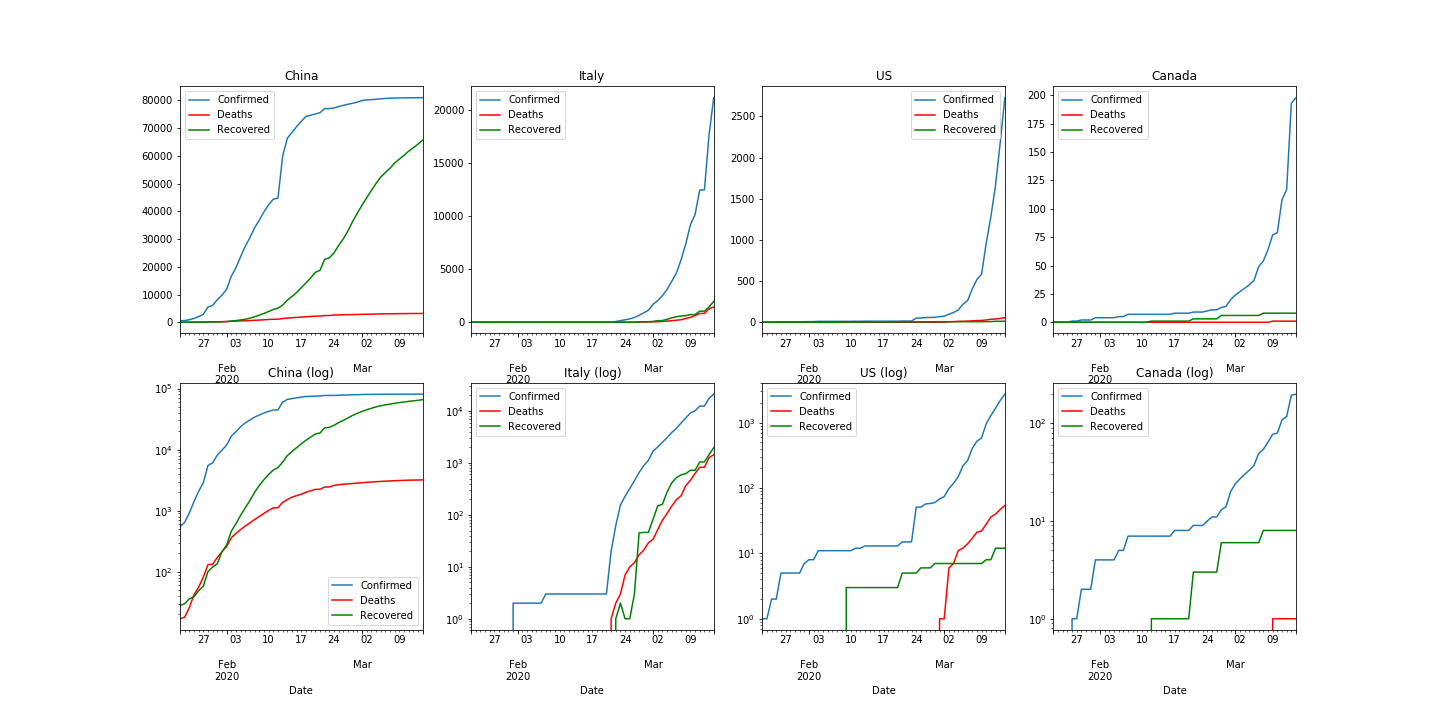 China
80000
70000
60000
50000
40000
30000
20000
10000
0
Confirmed
Deaths
Recovered
27 03 10 17 24 02 09
Feb Mar
2020
Italy
20000
15000
10000
5000
0
Confirmed
Deaths
Recovered
27 03 10 17 24 02 09
Feb Mar
2020
US
2500
2000
1500
1000
500
0
Confirmed
Deaths
Recovered
27 03 10 17 24 02 09
Feb Mar
2020
Canada
200
175
150
125
100
75
50
25
0
Confirmed
Deaths
Recovered
27 03 10 17 24 02 09
Feb Mar
2020
China (log)
10⁵
10⁴
10³
10²
Confirmed
Deaths
Recovered
27 03 10 17 24 02 09
Feb Mar
2020
Date
Italy (log)
10⁴
10³
10²
10¹
10⁰
Confirmed
Deaths
Recovered
27 03 10 17 24 02 09
Feb Mar
2020
Date
US (log)
10³
10²
10¹
10⁰
Confirmed
Deaths
Recovered
27 03 10 17 24 02 09
Feb Mar
2020
Date
Canada (log)
10²
10¹
10⁰
Confirmed
Deaths
Recovered
27 03 10 17 24 02 09
Feb Mar
2020
Date